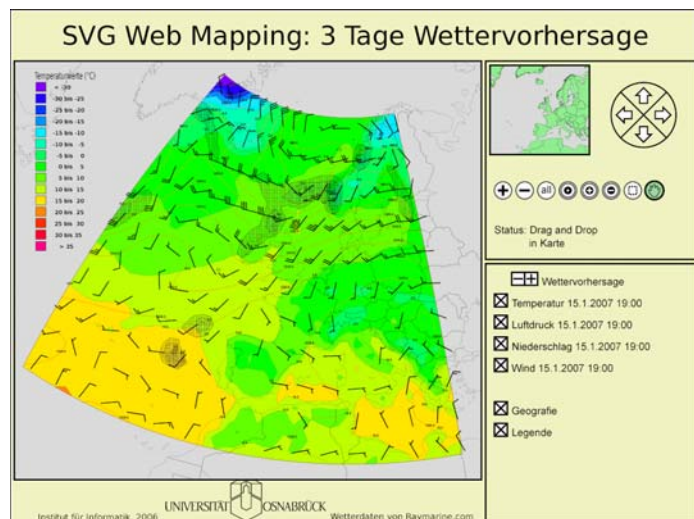 SVG Web Mapping: 3 Tage Wettervorhersage
Temperaturwerte (°C)
< -30
-30 bis -25
-25 bis -20
-20 bis -15
-15 bis -10
-10 bis -5
-5 bis 0
0 bis 5
5 bis 10
10 bis 15
15 bis 20
20 bis 25
25 bis 30
30 bis 35
> 35
all
Status: Drag and Drop
in Karte
Wettervorhersage
Temperatur 15.1.2007 19:00
Luftdruck 15.1.2007 19:00
Niederschlag 15.1.2007 19:00
Wind 15.1.2007 19:00
Geografie
Legende
Institut für Informatik, 2006
UNIVERSITÄT OSNABRÜCK
Wetterdaten von Raymarine.com